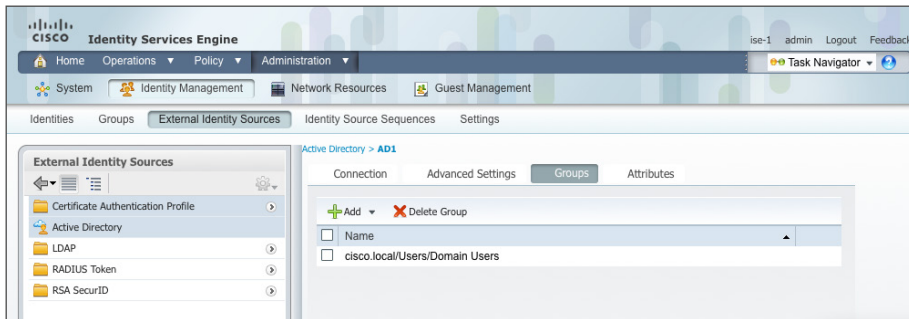 CISCO Identity Services Engine
ise-1 admin Logout Feedback
Home Operations Policy Administration
Task Navigator
System Identity Management Network Resources Guest Management
Identities Groups External Identity Sources Identity Source Sequences Settings
External Identity Sources
Certificate Authentication Profile
Active Directory
LDAP
RADIUS Token
RSA SecurID
Active Directory > AD1
Connection Advanced Settings Groups Attributes
Add Delete Group
Name
cisco.local/Users/Domain Users